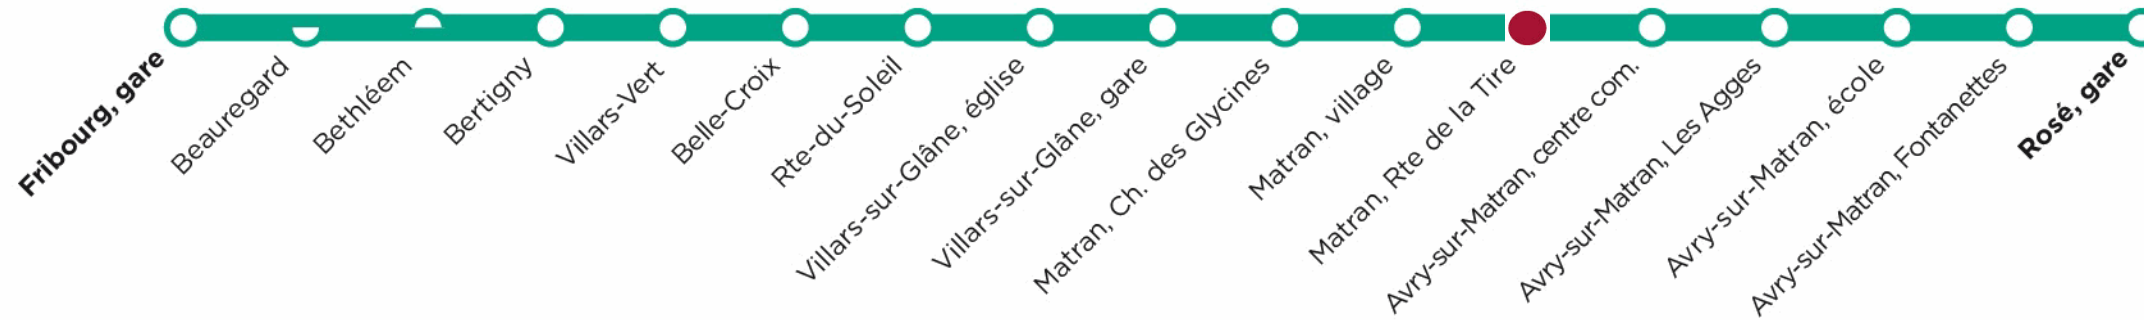 Fribourg, gare
Beauregard
Bethléem
Bertigny
Villars-Vert
Belle-Croix
Rte-du-Soleil
Villars-sur-Glâne, église
Villars-sur-Glâne, gare
Matran, Ch. des Glycines
Matran, village
Matran, Rte de la Tire
Avry-sur-Matran, centre com.
Avry-sur-Matran, Les Agges
Avry-sur-Matran, école
Avry-sur-Matran, Fontanettes
Rosé, gare